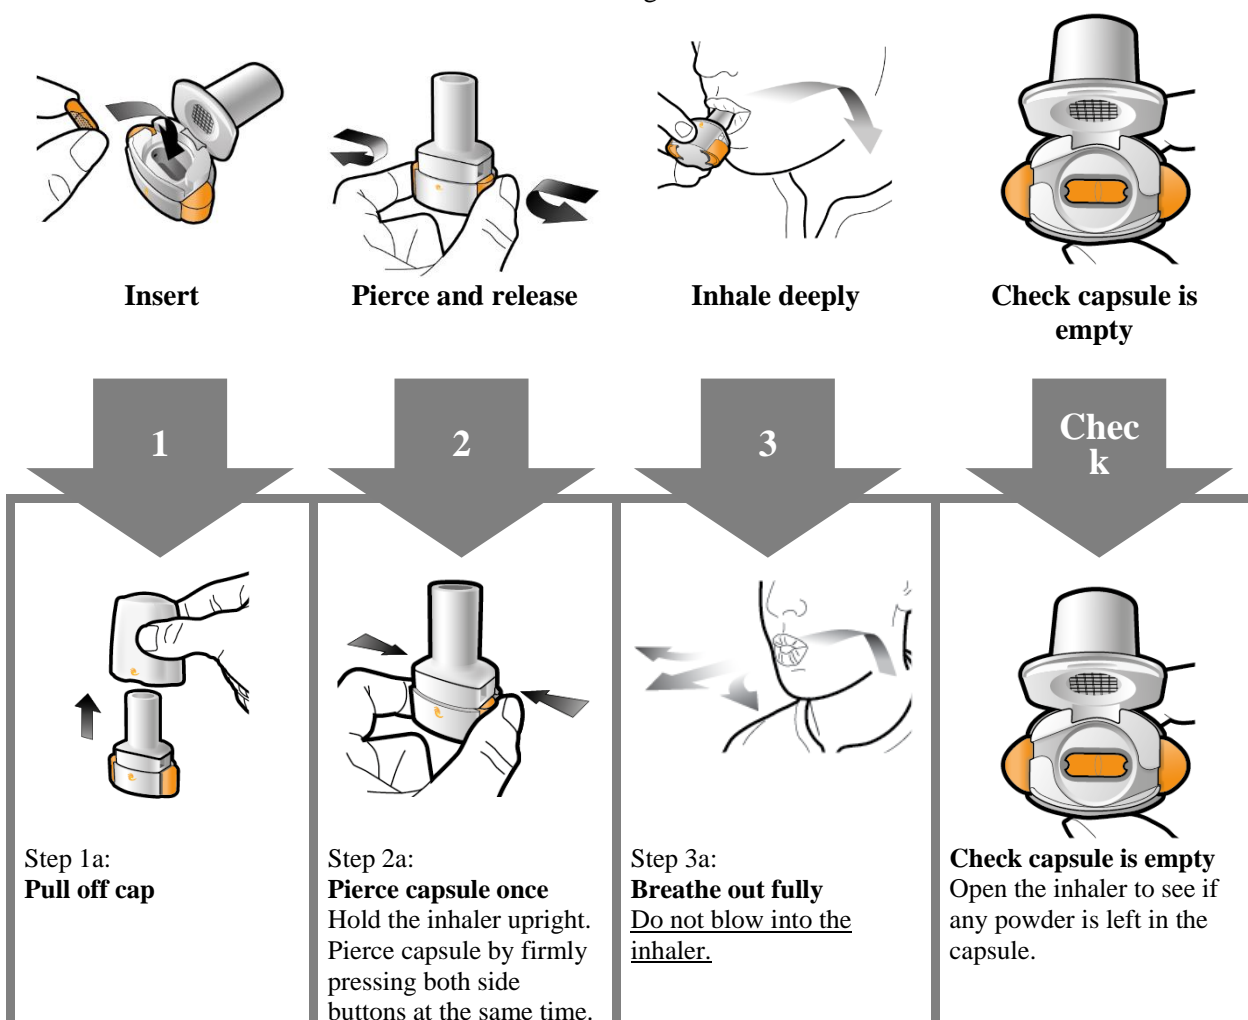 Insert
Pierce and release
Inhale deeply
Check capsule is
empty
1
2
3
Chec
k
Step 1a:
Pull off cap
Step 2a:
Pierce capsule once
Hold the inhaler upright.
Pierce capsule by firmly
pressing both side
buttons at the same time.
Step 3a:
Breathe out fully
Do not blow into the
inhaler.
Check capsule is empty
Open the inhaler to see if
any powder is left in the
capsule.